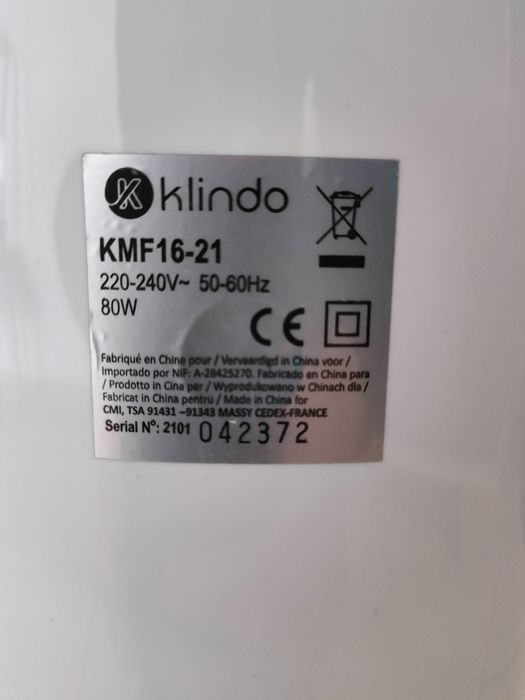 JK klindo
KMF16-21
220-240V~ 50-60Hz
80W
CE
Fabriqué en Chine pour / Vervaardigd in China voor /
Importado por NIF: A-28425270. Fabricado en China para
/ Prodotto in Cina per / Wyprodukowano w Chinach dla /
Fabricat in China pentru / Made in China for
CMI, TSA 91431 –91343 MASSY CEDEX-FRANCE
Serial Nº: 2101 042372